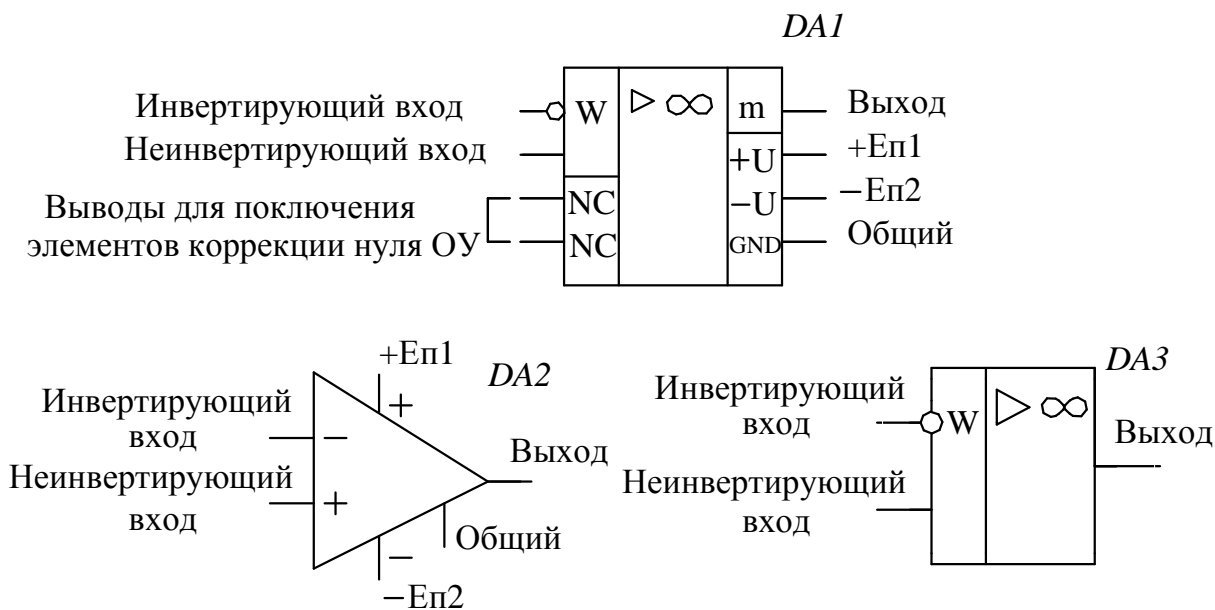 DA1
Инвертирующий вход
W
∞
m
Выход
Неинвертирующий вход
+U
+Еп1
Выводы для поключения
элементов коррекции нуля ОУ
NC
−U
−Еп2
NC
GND
Общий
+Еп1
DA2
+
Инвертирующий
вход
−
Выход
Неинвертирующий
вход
+
Общий
−
−Еп2
DA3
Инвертирующий
вход
W
∞
Выход
Неинвертирующий
вход